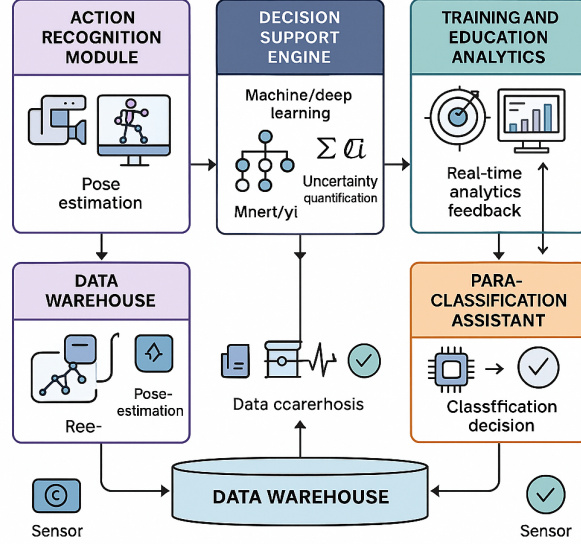 ACTION
RECOGNITION
MODULE
Pose
estimation
DECISION
SUPPORT
ENGINE
Machine/deep
learning
Mnert/yi
Uncertainty
quantification)
TRAINING AND
EDUCATION
ANALYTICS
Real-time
analytics
feedback
DATA
WAREHOUSE
Ree-
Pose-
estimation
Data ccarerhosis
PARA-
CLASSIFICATION
ASSISTANT
Classtfification
decision
DATA WAREHOUSE
©
Sensor
Sensor